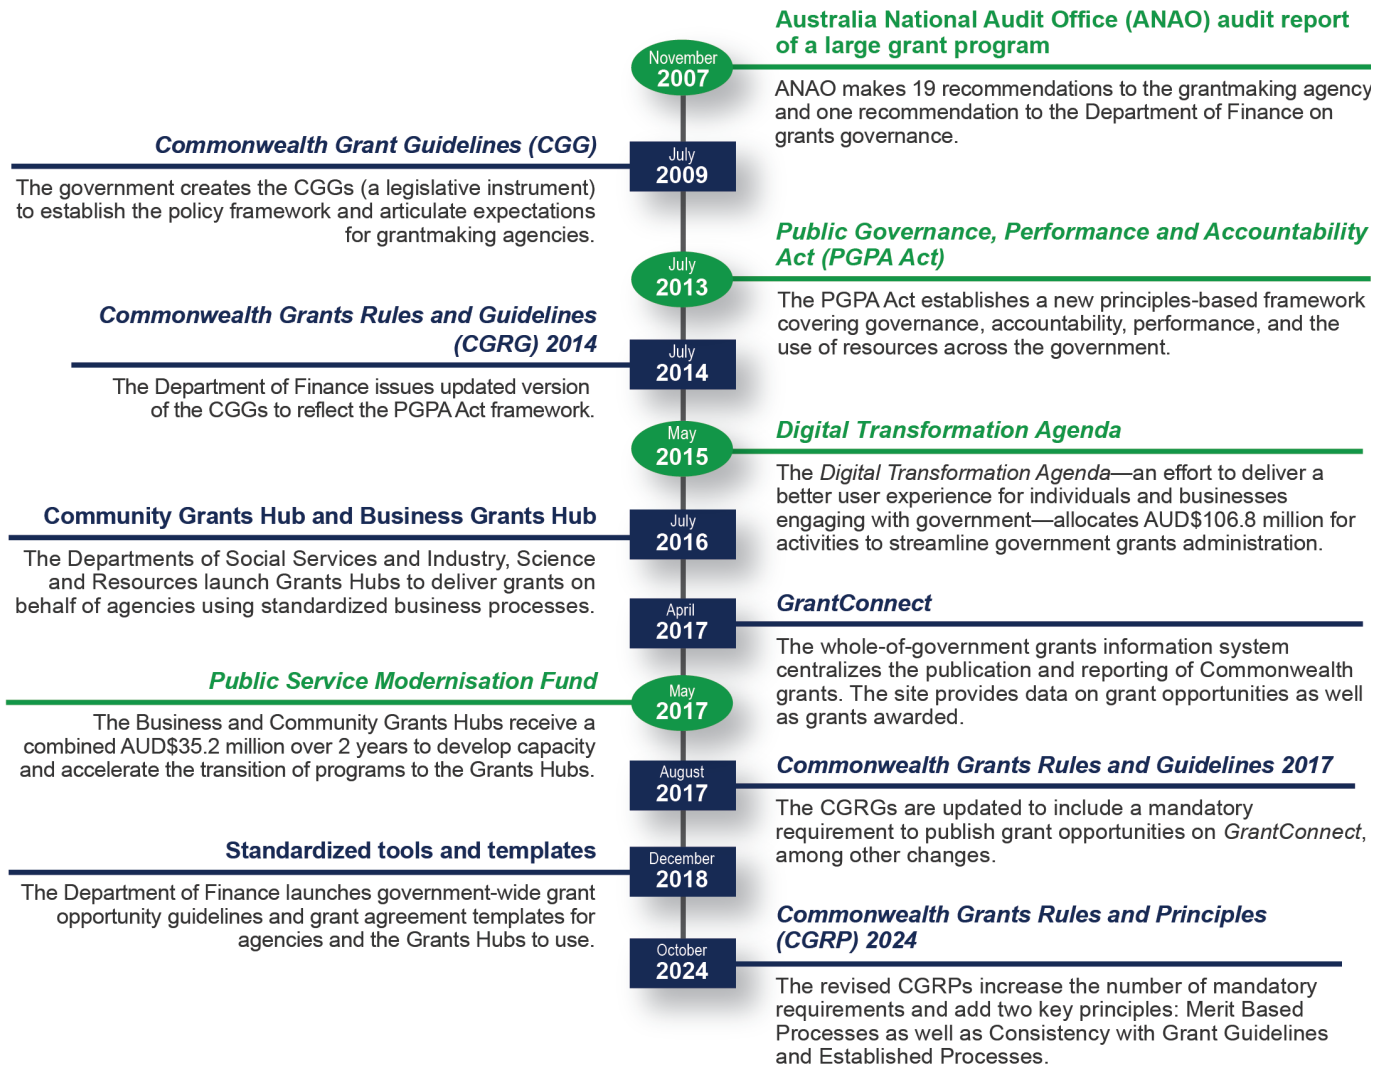 Australia National Audit Office (ANAO) audit report
of a large grant program
November
2007
ANAO makes 19 recommendations to the grantmaking agency
and one recommendation to the Department of Finance on
grants governance.
Commonwealth Grant Guidelines (CGG)
July
2009
The government creates the CGGs (a legislative instrument)
to establish the policy framework and articulate expectations
for grantmaking agencies.
Public Governance, Performance and Accountability
Act (PGPA Act)
July
2013
The PGPA Act establishes a new principles-based framework
covering governance, accountability, performance, and the
use of resources across the government.
Commonwealth Grants Rules and Guidelines
(CGRG) 2014
July
2014
The Department of Finance issues updated version
of the CGGs to reflect the PGPA Act framework.
Digital Transformation Agenda
May
2015
The Digital Transformation Agenda—an effort to deliver a
better user experience for individuals and businesses
engaging with government—allocates AUD$106.8 million for
activities to streamline government grants administration.
Community Grants Hub and Business Grants Hub
July
2016
The Departments of Social Services and Industry, Science
and Resources launch Grants Hubs to deliver grants on
behalf of agencies using standardized business processes.
GrantConnect
April
2017
The whole-of-government grants information system
centralizes the publication and reporting of Commonwealth
grants. The site provides data on grant opportunities as well
as grants awarded.
Public Service Modernisation Fund
May
2017
The Business and Community Grants Hubs receive a
combined AUD$35.2 million over 2 years to develop capacity
and accelerate the transition of programs to the Grants Hubs.
Commonwealth Grants Rules and Guidelines 2017
August
2017
The CGRGs are updated to include a mandatory
requirement to publish grant opportunities on GrantConnect,
among other changes.
Standardized tools and templates
December
2018
The Department of Finance launches government-wide grant
opportunity guidelines and grant agreement templates for
agencies and the Grants Hubs to use.
Commonwealth Grants Rules and Principles
(CGRP) 2024
October
2024
The revised CGRPs increase the number of mandatory
requirements and add two key principles: Merit Based
Processes as well as Consistency with Grant Guidelines
and Established Processes.